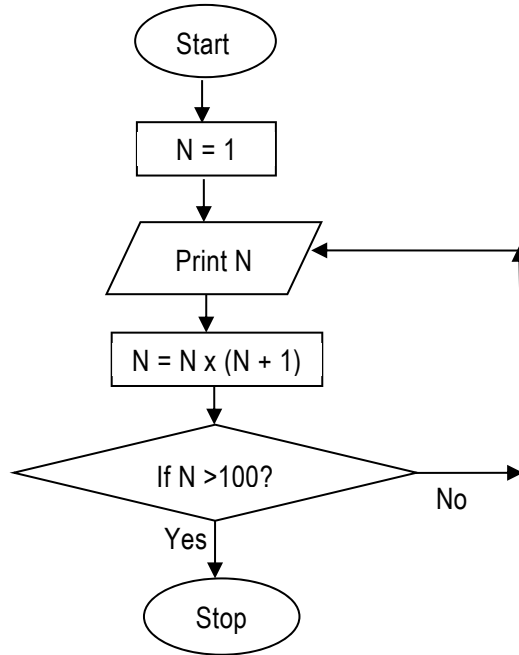 Start
N = 1
Print N
N = N x (N + 1)
If N >100?
No
Yes
Stop